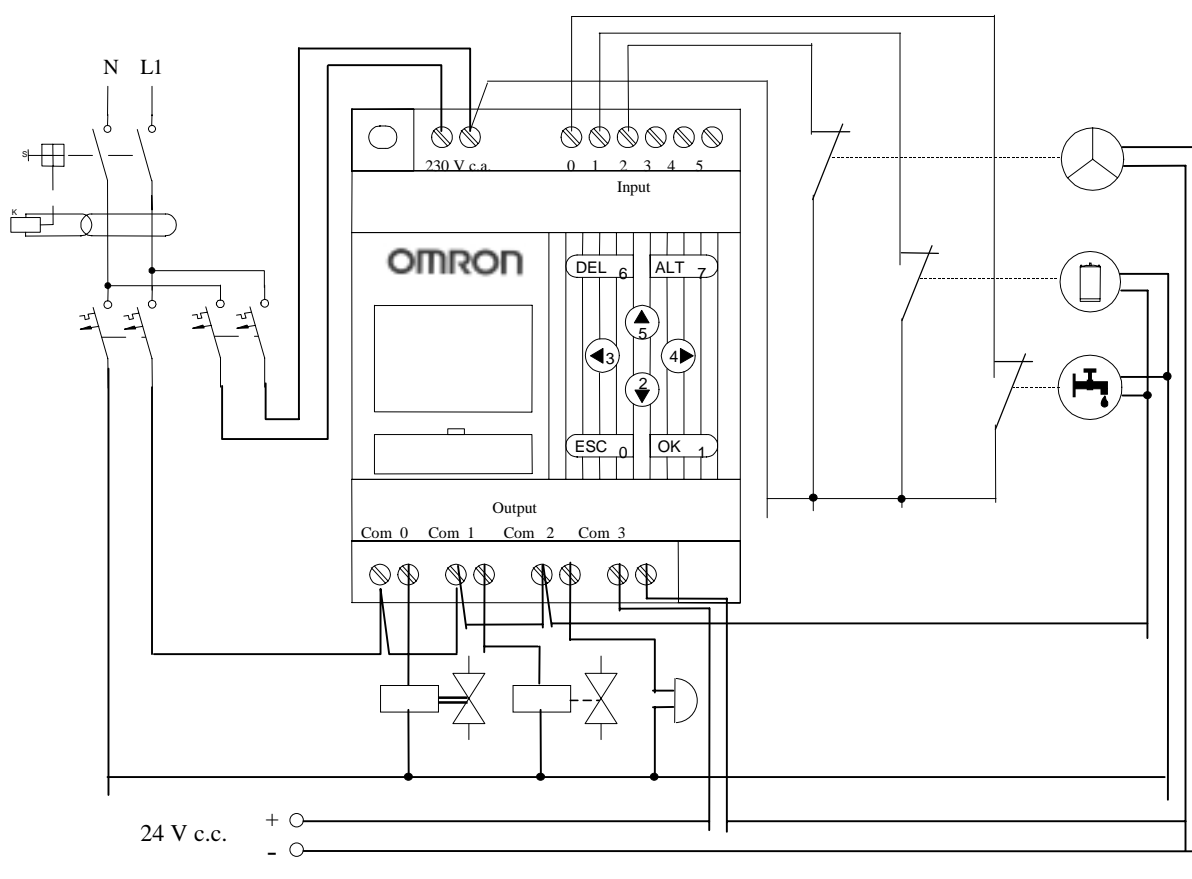 N L1
S
K
230 V c.a.
0 1 2 3 4 5
Input
OMRON
DEL 6 ALT 7
5
3 4
2
ESC 0 OK 1
Output
Com 0 Com 1 Com 2 Com 3
+
24 V c.c.
-